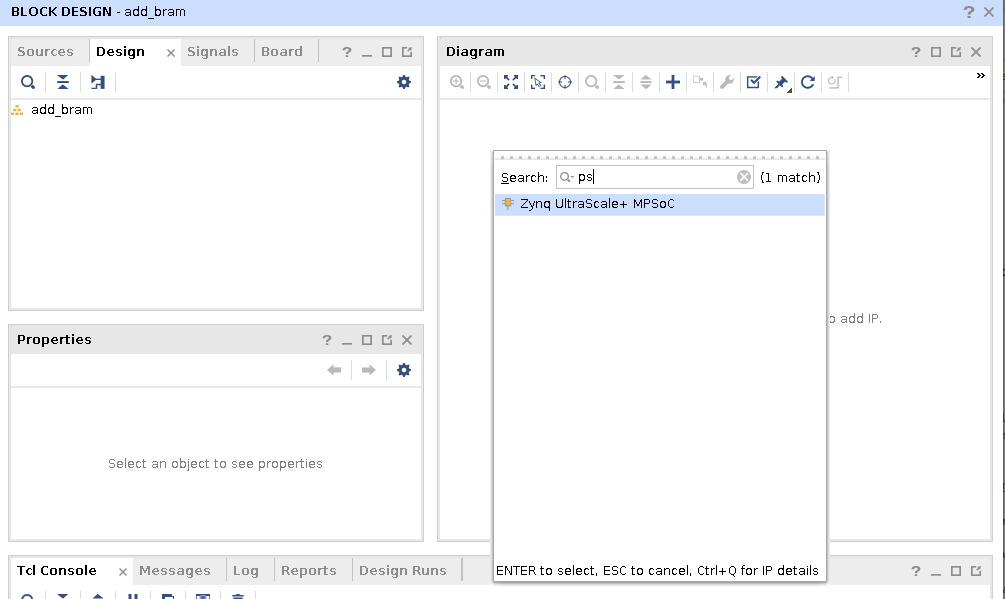 BLOCK DESIGN - add_bram
Sources Design Signals Board
add_bram
Properties
Select an object to see properties
Diagram
Search: ps (1 match)
Zynq UltraScale+ MPSoC
to add IP.
ENTER to select, ESC to cancel, Ctrl+Q for IP details
Tcl Console Messages Log Reports Design Runs